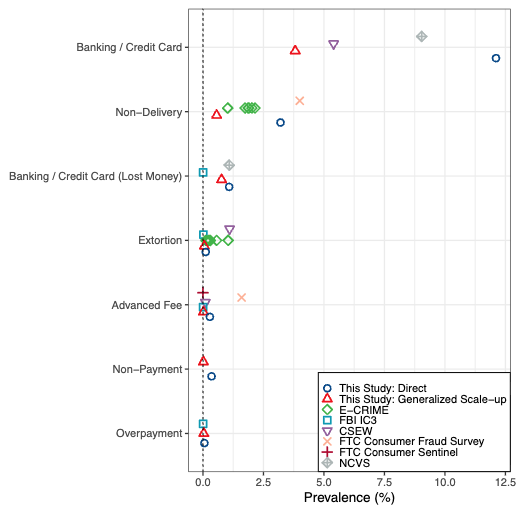 Banking / Credit Card
Non−Delivery
Banking / Credit Card (Lost Money)
Extortion
Advanced Fee
Non−Payment
Overpayment
This Study: Direct
This Study: Generalized Scale−up
E−CRIME
FBI IC3
CSEW
FTC Consumer Fraud Survey
FTC Consumer Sentinel
NCVS
0.0 2.5 5.0 7.5 10.0 12.5
Prevalence (%)